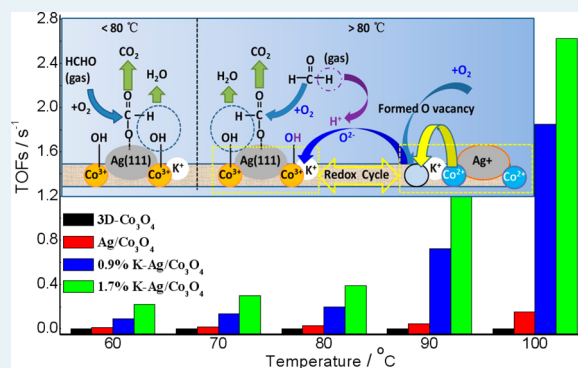 < 80 ℃
> 80 ℃
CO2
HCHO
(gas)
H2O
+O2
O
C
H
O
OH
OH
Ag(111)
Co3+
Co3+
K+
CO2
H2O
O
C
H
H
(gas)
+O2
H+
O
C
H
O
OH
OH
O2-
Ag(111)
Co3+
Co3+
K+
Redox Cycle
+O2
Formed O vacancy
K+
Co2+
Ag+
Co2+
TOFs / s-1
2.8
2.4
2.0
1.6
1.2
0.8
0.4
0.0
3D-Co3O4
Ag/Co3O4
0.9% K-Ag/Co3O4
1.7% K-Ag/Co3O4
60 70 80 90 100
Temperature / °C